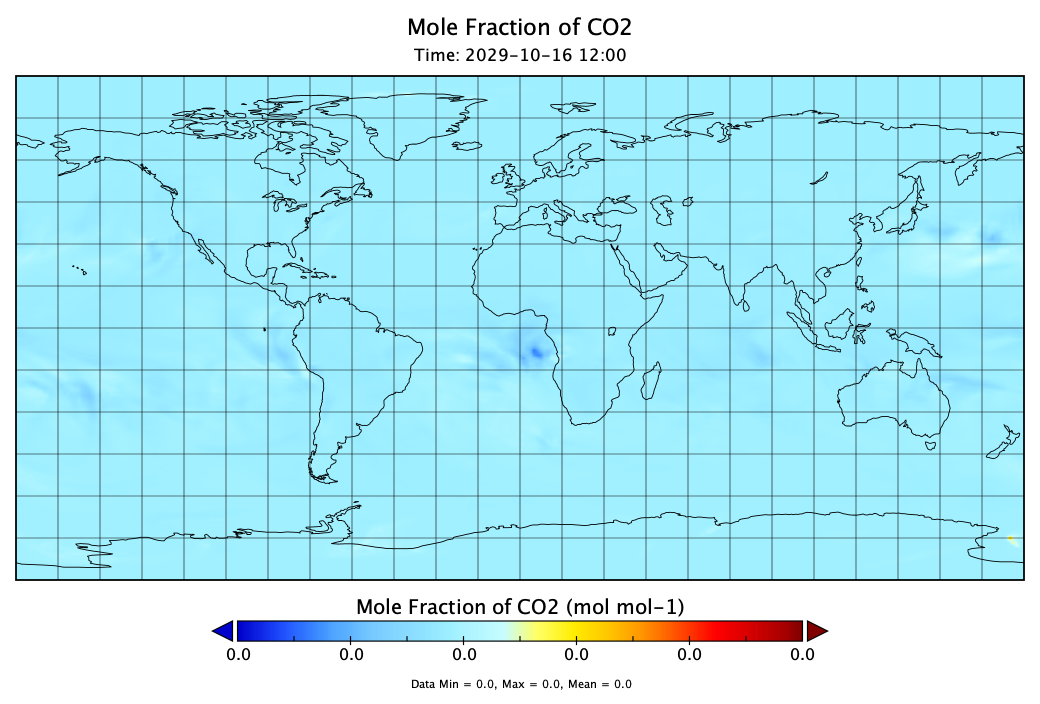 Mole Fraction of CO2
Time: 2029-10-16 12:00
Mole Fraction of CO2 (mol mol-1)
0.0 0.0 0.0 0.0 0.0 0.0
Data Min = 0.0, Max = 0.0, Mean = 0.0